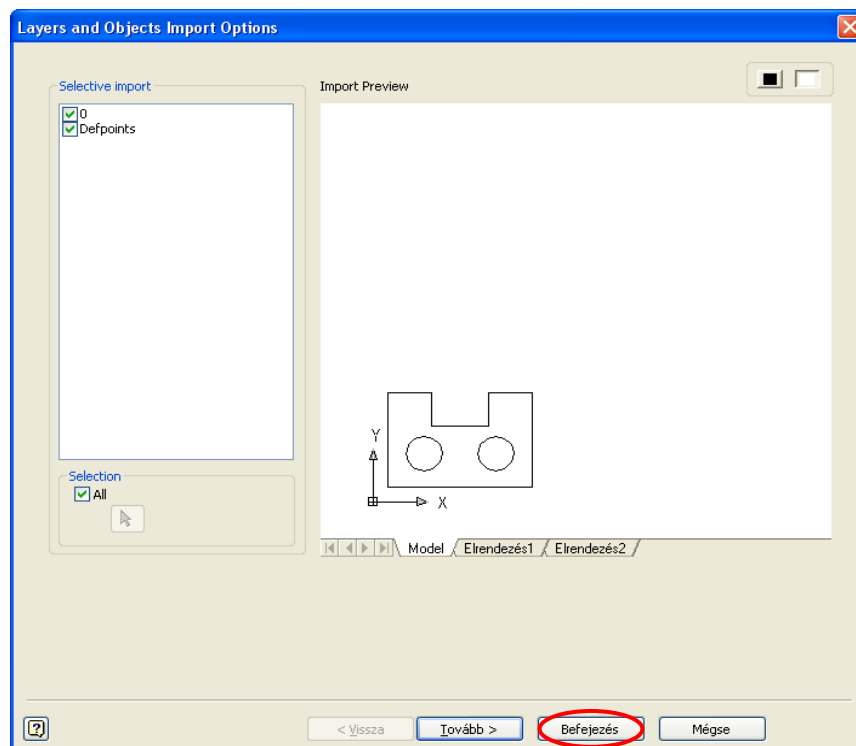 Layers and Objects Import Options
Selective import
0
Defpoints
Selection
All
Import Preview
Y
X
Model
Elrendezés1
Elrendezés2
< Vissza
Tovább >
Befejezés
Mégse